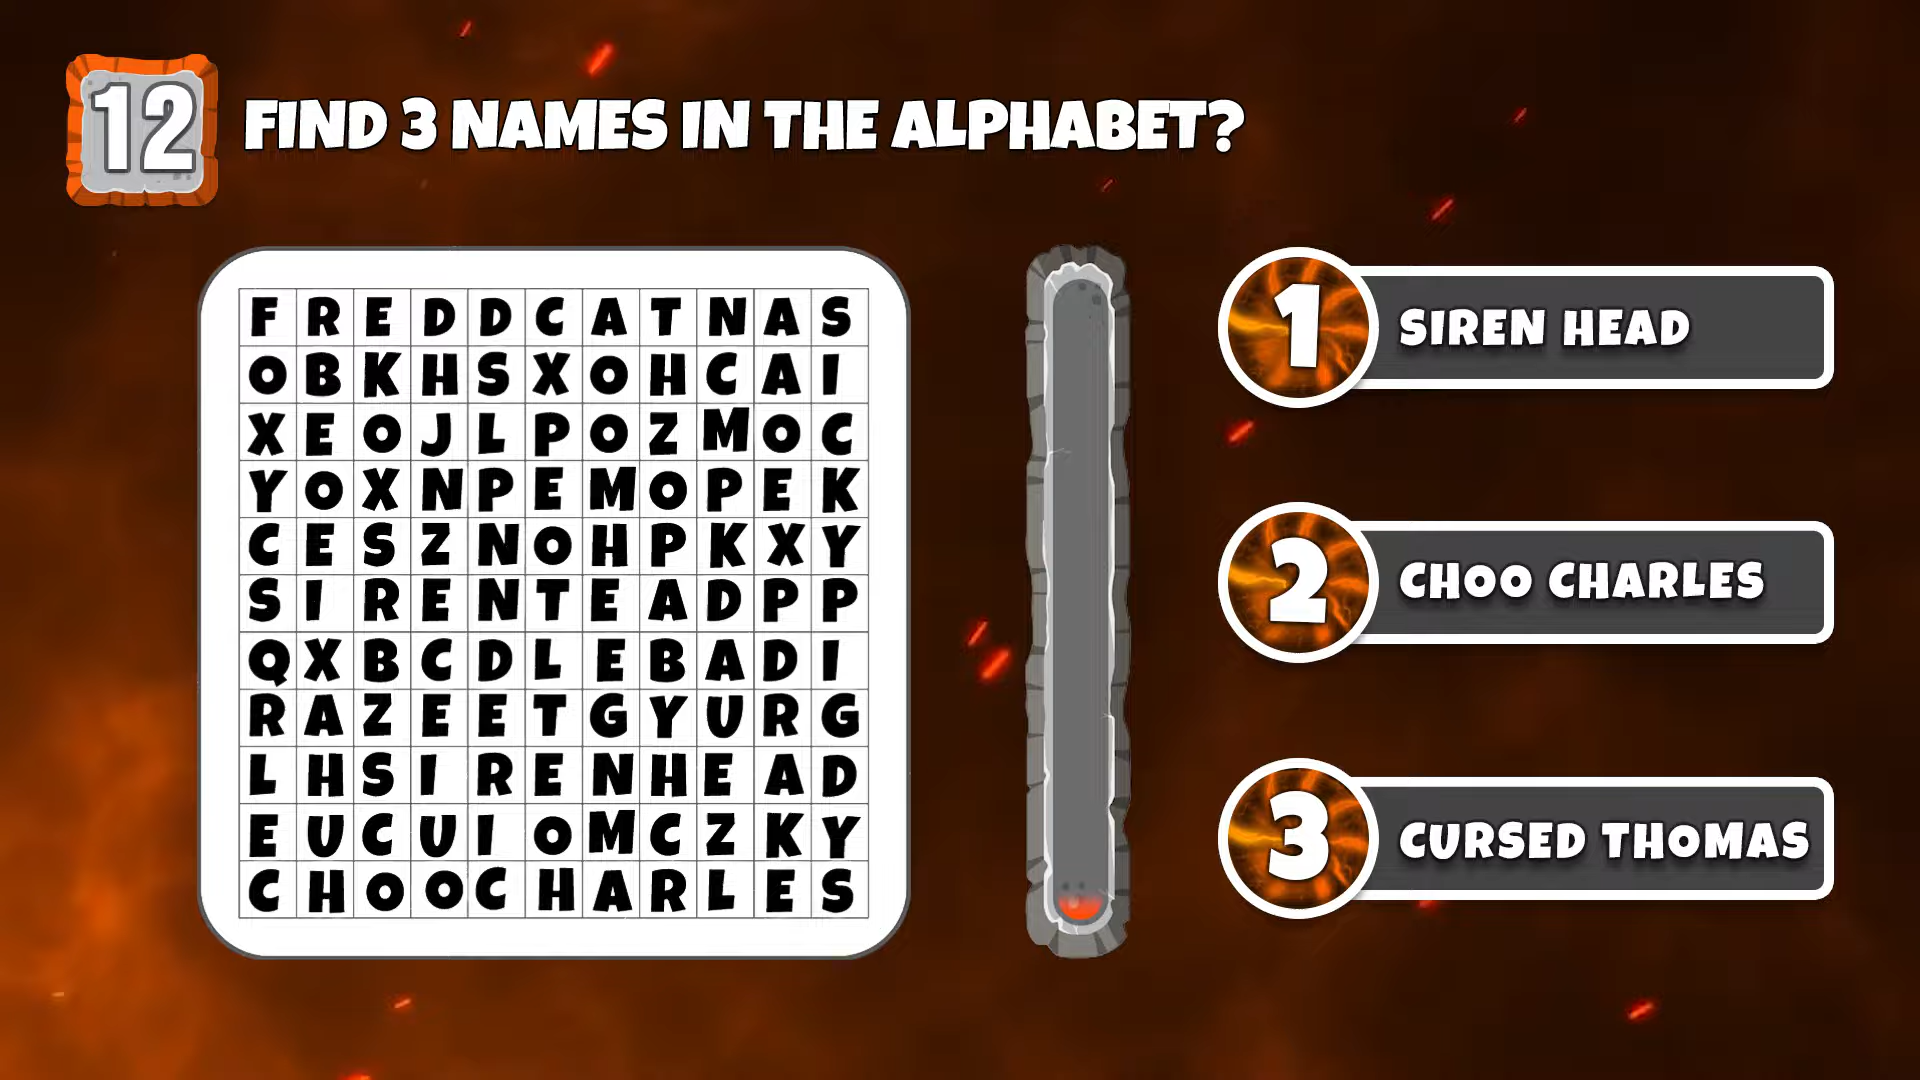 12
FIND 3 NAMES IN THE ALPHABET?
F R E D D C A T N A S
O B K H S X O H C A I
X E O J L P O Z M O C
Y O X N P E M O P E K
C E S Z N O H P K X Y
S I R E N T E A D P P
Q X B C D L E B A D I
R A Z E E T G Y U R G
L H S I R E N H E A D
E U C U I O M C Z K Y
C H O O C H A R L E S
1 SIREN HEAD
2 CHOO CHARLES
3 CURSED THOMAS